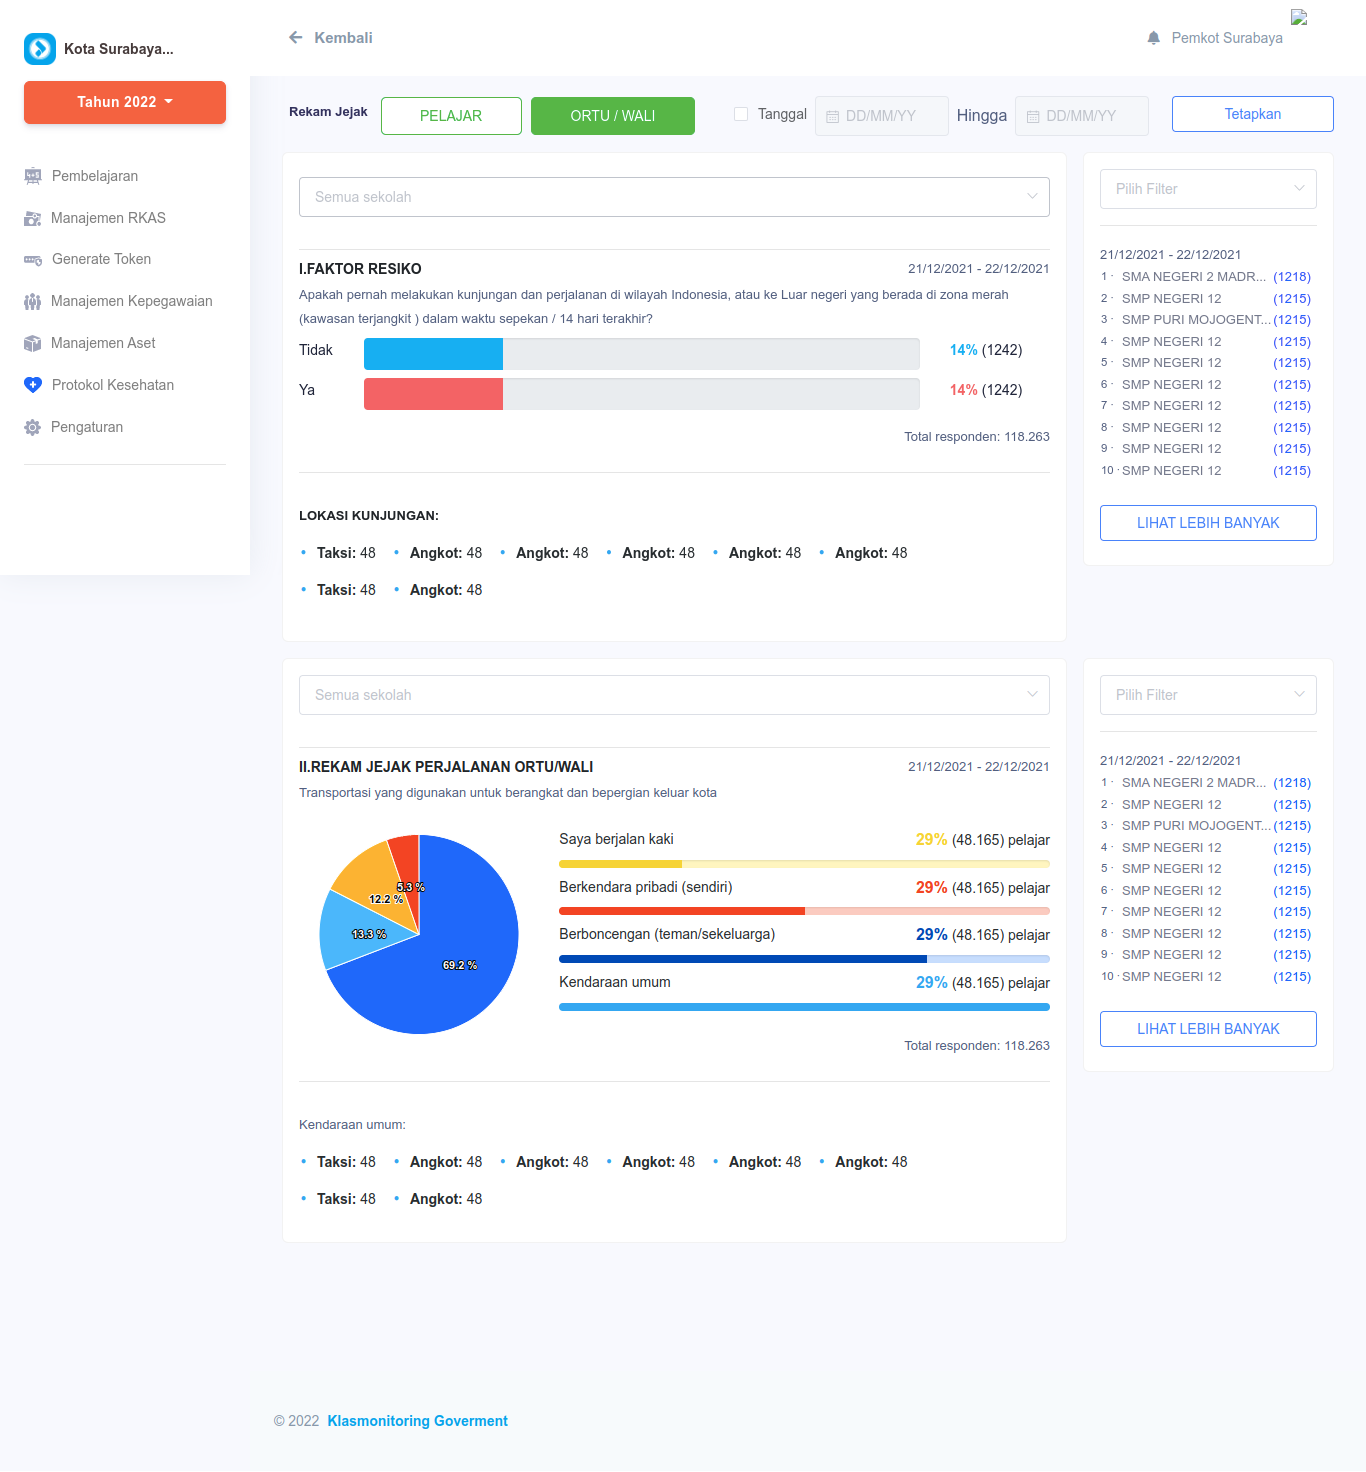 Kota Surabaya...
Tahun 2022
Pembelajaran
Manajemen RKAS
Generate Token
Manajemen Kepegawaian
Manajemen Aset
Protokol Kesehatan
Pengaturan
Kembali
Pemkot Surabaya
Rekam Jejak
PELAJAR
ORTU / WALI
Tanggal
DD/MM/YY
Hingga
DD/MM/YY
Tetapkan
Semua sekolah
I.FAKTOR RESIKO
21/12/2021 - 22/12/2021
Apakah pernah melakukan kunjungan dan perjalanan di wilayah Indonesia, atau ke Luar negeri yang berada di zona merah
(kawasan terjangkit ) dalam waktu sepekan / 14 hari terakhir?
Tidak 14% (1242)
Ya 14% (1242)
Total responden: 118.263
LOKASI KUNJUNGAN:
• Taksi: 48 • Angkot: 48 • Angkot: 48 • Angkot: 48 • Angkot: 48 • Angkot: 48
• Taksi: 48 • Angkot: 48
Pilih Filter
21/12/2021 - 22/12/2021
1 · SMA NEGERI 2 MADR... (1218)
2 · SMP NEGERI 12 (1215)
3 · SMP PURI MOJOGENT... (1215)
4 · SMP NEGERI 12 (1215)
5 · SMP NEGERI 12 (1215)
6 · SMP NEGERI 12 (1215)
7 · SMP NEGERI 12 (1215)
8 · SMP NEGERI 12 (1215)
9 · SMP NEGERI 12 (1215)
10 · SMP NEGERI 12 (1215)
LIHAT LEBIH BANYAK
Semua sekolah
II.REKAM JEJAK PERJALANAN ORTU/WALI
21/12/2021 - 22/12/2021
Transportasi yang digunakan untuk berangkat dan bepergian keluar kota
5.3 %
12.2 %
13.3 %
69.2 %
Saya berjalan kaki 29% (48.165) pelajar
Berkendara pribadi (sendiri) 29% (48.165) pelajar
Berboncengan (teman/sekeluarga) 29% (48.165) pelajar
Kendaraan umum 29% (48.165) pelajar
Total responden: 118.263
Kendaraan umum:
• Taksi: 48 • Angkot: 48 • Angkot: 48 • Angkot: 48 • Angkot: 48 • Angkot: 48
• Taksi: 48 • Angkot: 48
Pilih Filter
21/12/2021 - 22/12/2021
1 · SMA NEGERI 2 MADR... (1218)
2 · SMP NEGERI 12 (1215)
3 · SMP PURI MOJOGENT... (1215)
4 · SMP NEGERI 12 (1215)
5 · SMP NEGERI 12 (1215)
6 · SMP NEGERI 12 (1215)
7 · SMP NEGERI 12 (1215)
8 · SMP NEGERI 12 (1215)
9 · SMP NEGERI 12 (1215)
10 · SMP NEGERI 12 (1215)
LIHAT LEBIH BANYAK
© 2022 Klasmonitoring Goverment